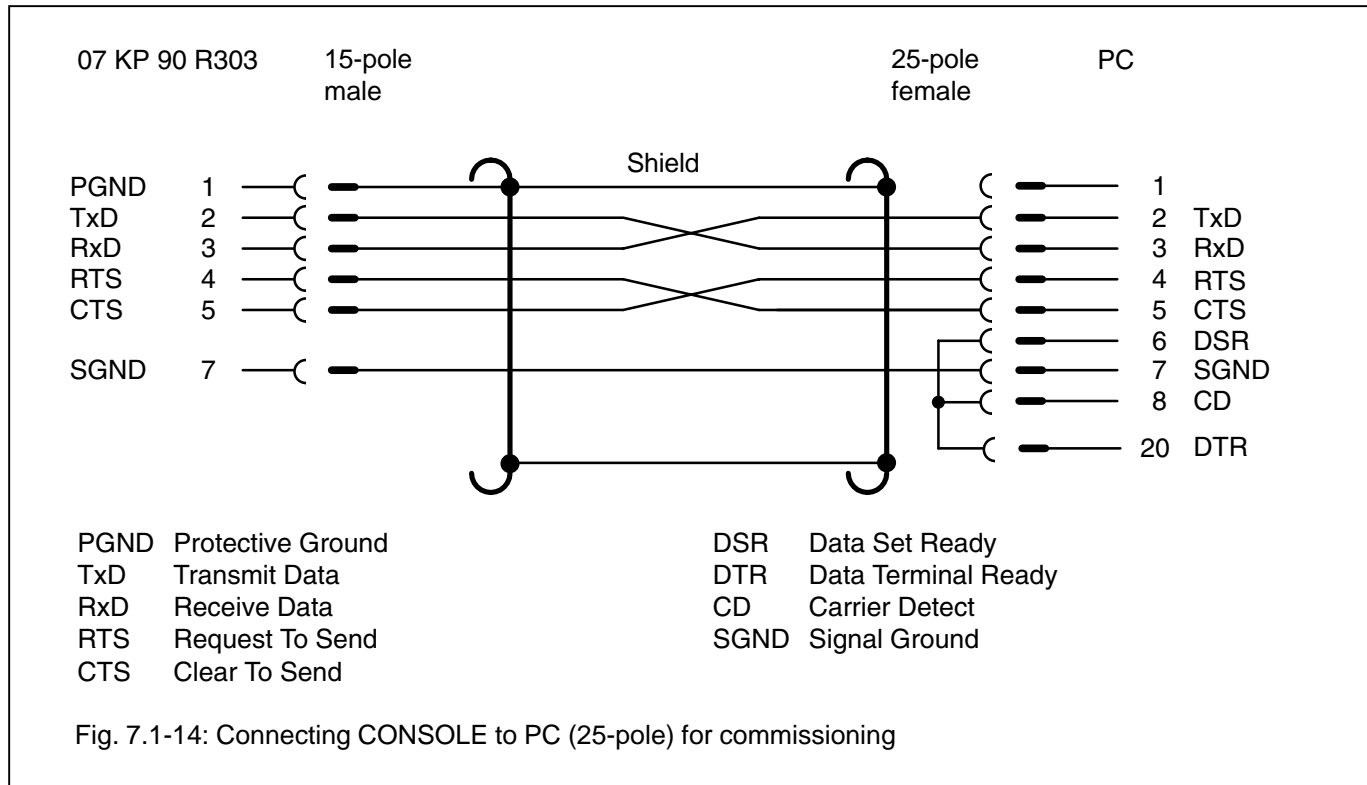 07 KP 90 R303 15-pole male 25-pole female PC
Shield
PGND 1 1
TxD 2 2 TxD
RxD 3 3 RxD
RTS 4 4 RTS
CTS 5 5 CTS
6 DSR
SGND 7 7 SGND
8 CD
20 DTR
PGND Protective Ground
TxD Transmit Data
RxD Receive Data
RTS Request To Send
CTS Clear To Send
DSR Data Set Ready
DTR Data Terminal Ready
CD Carrier Detect
SGND Signal Ground
Fig. 7.1-14: Connecting CONSOLE to PC (25-pole) for commissioning